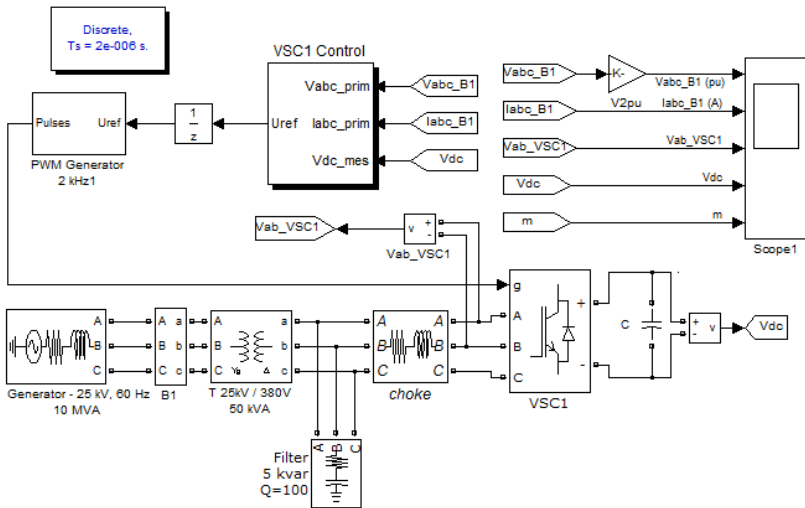 Discrete,
Ts = 2e-006 s.
VSC1 Control
Vabc_prim
Iabc_prim
Vdc_mes
Uref
Vabc_B1
Iabc_B1
Vdc
1
z
Pulses
Uref
PWM Generator
2 kHz1
Vabc_B1
K-
V2pu
Vabc_B1 (pu)
Iabc_B1
Iabc_B1 (A)
Vab_VSC1
Vab_VSC1
Vdc
Vdc
m
m
Scope1
Vab_VSC1
v
+
-
Vab_VSC1
g
A
B
C
+
-
VSC1
C
+
-
v
Vdc
A
B
C
Generator - 25 kV, 60 Hz
10 MVA
A
B
C
a
b
c
B1
A
B
C
a
b
c
Yg
Δ
T 25kV / 380V
50 kVA
A
B
C
A
B
C
choke
A
B
C
Filter
5 kvar
Q=100